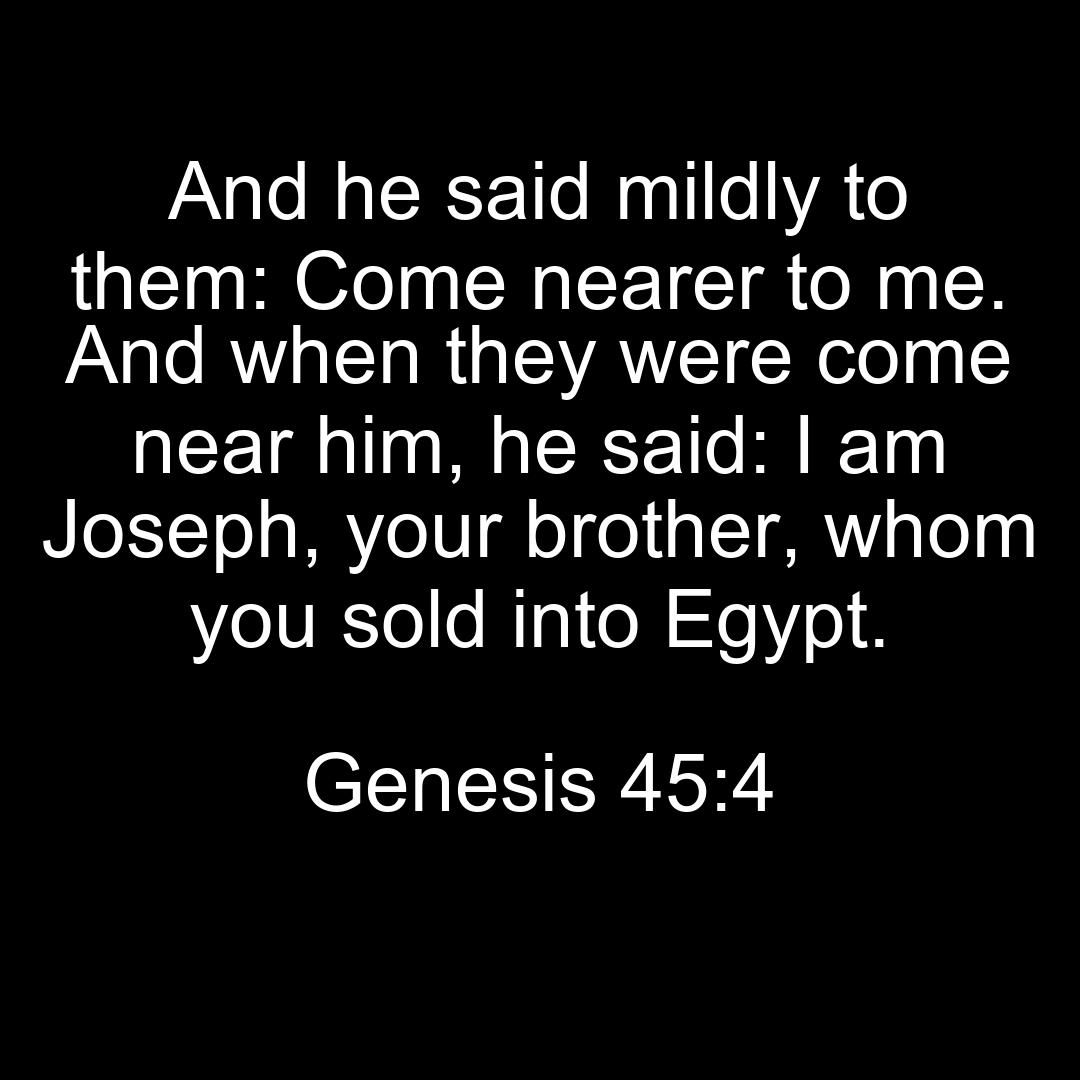 And he said mildly to
them: Come nearer to me.
And when they were come
near him, he said: I am
Joseph, your brother, whom
you sold into Egypt.
Genesis 45:4